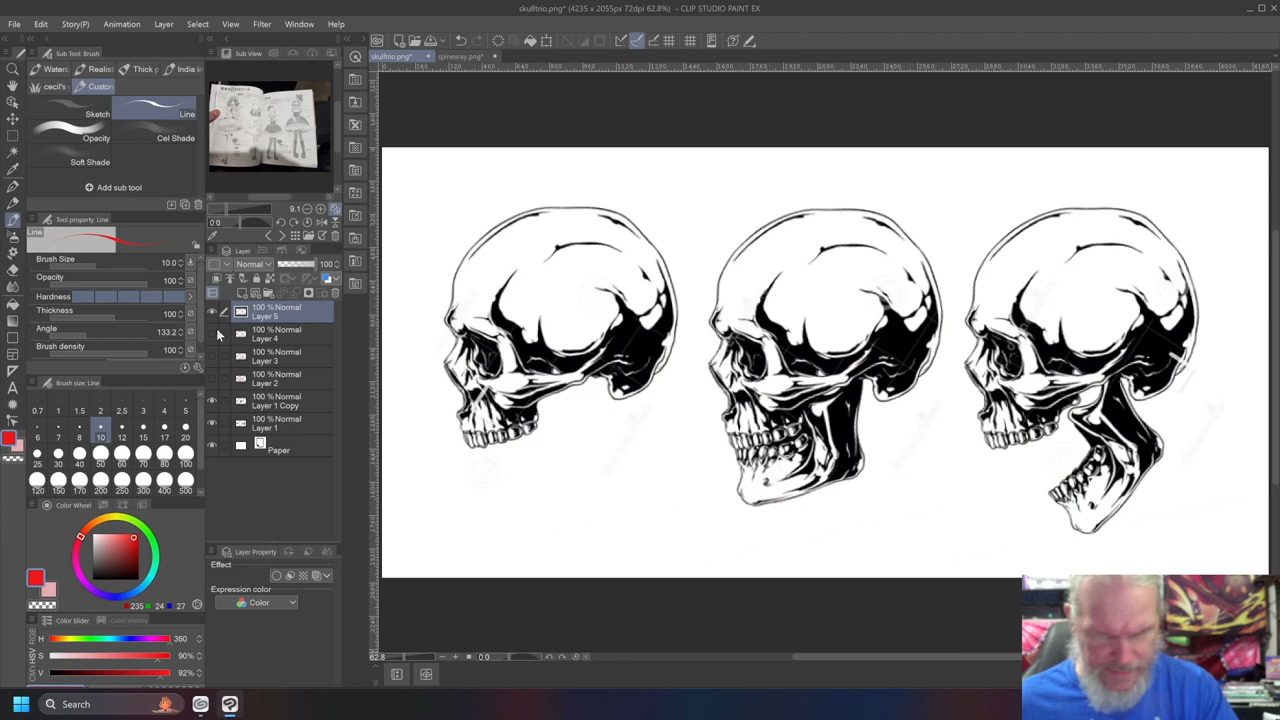 skulltrio.png* (4235 x 2055px 72dpi 62.8%) - CLIP STUDIO PAINT EX
File Edit Story(P) Animation Layer Select View Filter Window Help
Sub Tool: Brush
Waterc Realist Thick p India in
cecil's Custom
Sketch Line
Opacity Cel Shade
Soft Shade
Add sub tool
Tool property: Line
Line
Brush Size 10.0
Opacity 100
Hardness
Thickness 100
Angle 133.2
Brush density 100
Brush size: Line
0.7 1 1.5 2 2.5 3 4 5
6 7 8 10 12 15 17 20
25 30 40 50 60 70 80 100
120 150 170 200 250 300 400 500
Color Wheel
235 24 27
Color Slider Color History
H 360
S 90%
V 92%
Sub View
9.1
0.0
Layer
Normal 100
100 %Normal
Layer 5
100 %Normal
Layer 4
100 %Normal
Layer 3
100 %Normal
Layer 2
100 %Normal
Layer 1 Copy
100 %Normal
Layer 1
Paper
Layer Property
Effect
Expression color
Color
skulltrio.png* spinexray.png*
62.8 0.0
Search